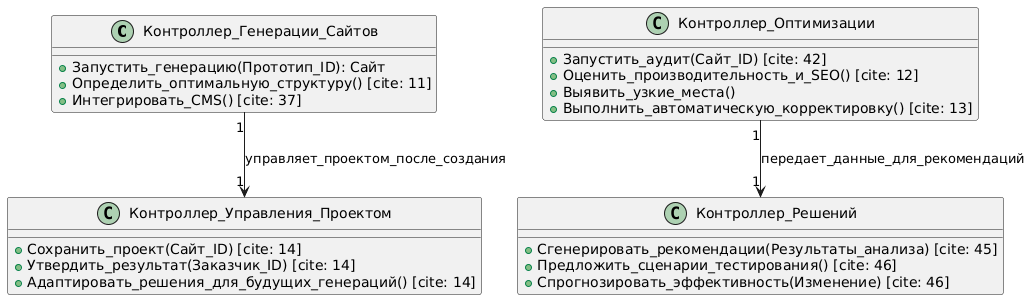 C Контроллер_Генерации_Сайтов
Запустить_генерацию(Прототип_ID): Сайт
Определить_оптимальную_структуру() [cite: 11]
Интегрировать_CMS() [cite: 37]
C Контроллер_Оптимизации
Запустить_аудит(Сайт_ID) [cite: 42]
Оценить_производительность_и_SEO() [cite: 12]
Выявить_узкие_места()
Выполнить_автоматическую_корректировку() [cite: 13]
1
управляет_проектом_после_создания
1
1
передает_данные_для_рекомендаций
1
C Контроллер_Управления_Проектом
Сохранить_проект(Сайт_ID) [cite: 14]
Утвердить_результат(Заказчик_ID) [cite: 14]
Адаптировать_решения_для_будущих_генераций() [cite: 14]
C Контроллер_Решений
Сгенерировать_рекомендации(Результаты_анализа) [cite: 45]
Предложить_сценарии_тестирования() [cite: 46]
Спрогнозировать_эффективность(Изменение) [cite: 46]